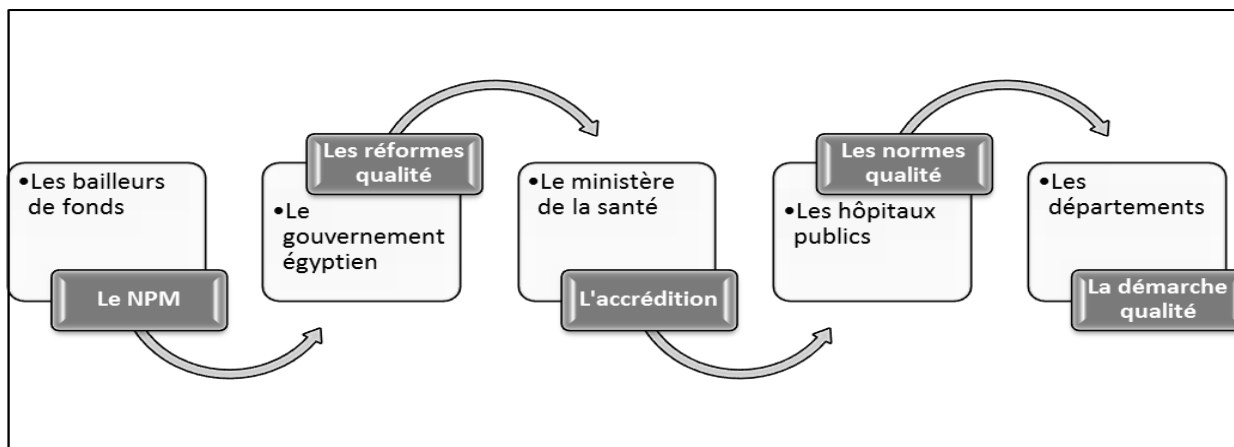 •Les bailleurs
de fonds
Le NPM
Les réformes
qualité
•Le
gouvernement
égyptien
•Le ministère
de la santé
L'accrédition
Les normes
qualité
•Les hôpitaux
publics
•Les
départements
La démarche
qualité